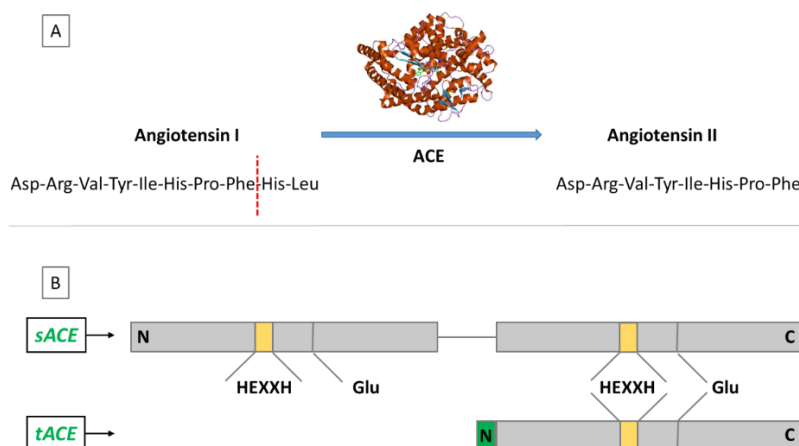 A
Angiotensin I
ACE
Angiotensin II
Asp-Arg-Val-Tyr-Ile-His-Pro-Phe-His-Leu
Asp-Arg-Val-Tyr-Ile-His-Pro-Phe
B
sACE
N
C
HEXXH
Glu
HEXXH
Glu
tACE
N
C